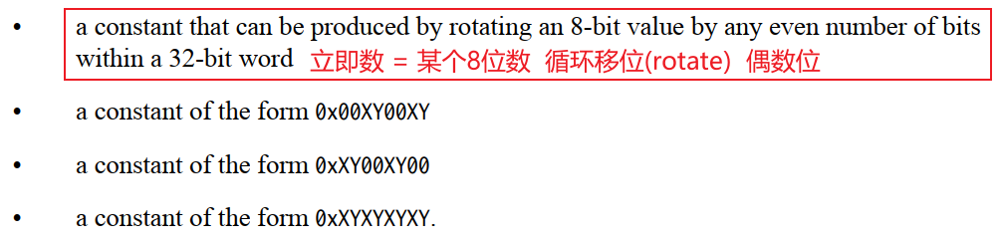 • a constant that can be produced by rotating an 8-bit value by any even number of bits
within a 32-bit word 立即数 = 某个8位数 循环移位(rotate) 偶数位
• a constant of the form 0x00XY00XY
• a constant of the form 0xXY00XY00
• a constant of the form 0xXYXYXYXY.